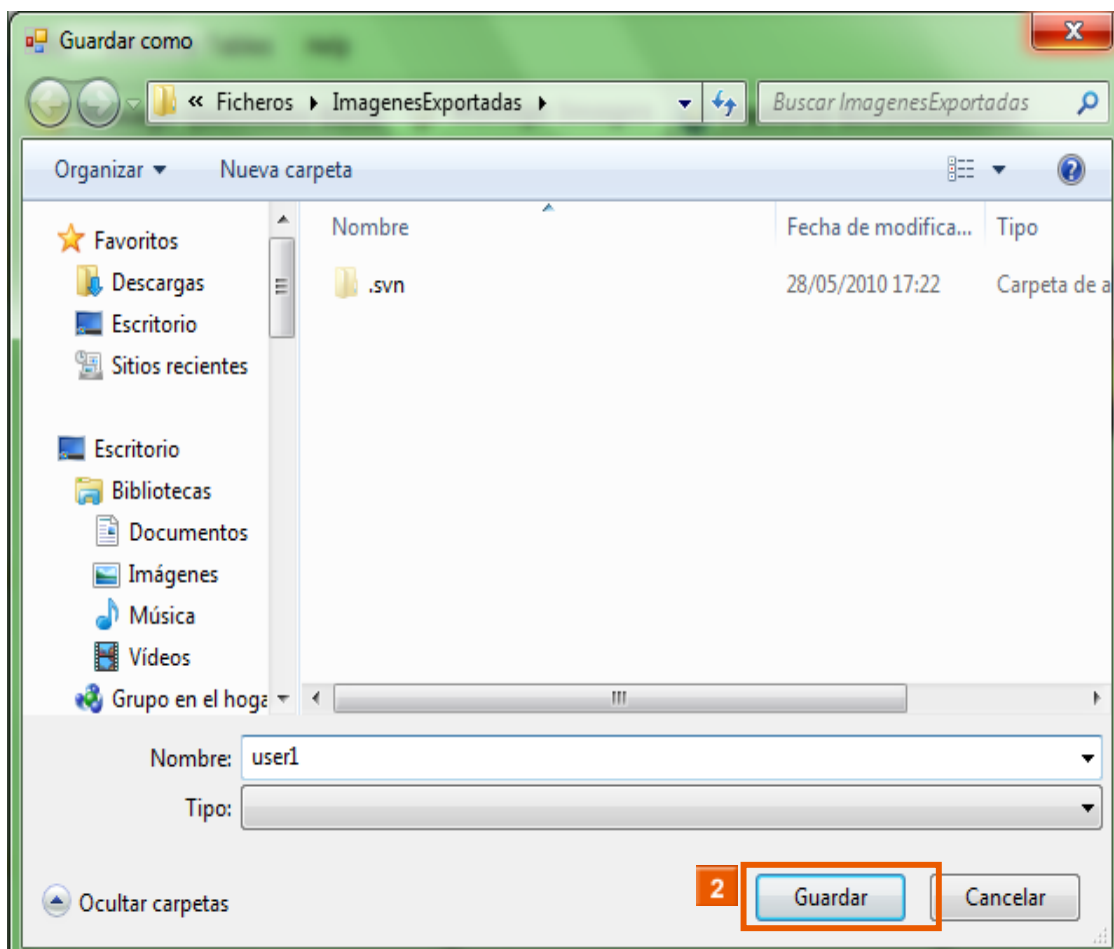 Guardar como
Help
« Ficheros ImagenesExportadas Buscar ImagenesExportadas
Organizar Nueva carpeta
Nombre Fecha de modifica... Tipo
Favoritos
Descargas
Escritorio
Sitios recientes
.svn 28/05/2010 17:22 Carpeta de a
Escritorio
Bibliotecas
Documentos
Imágenes
Música
Vídeos
Grupo en el hoga
Nombre: user1
Tipo:
2
Ocultar carpetas Guardar Cancelar